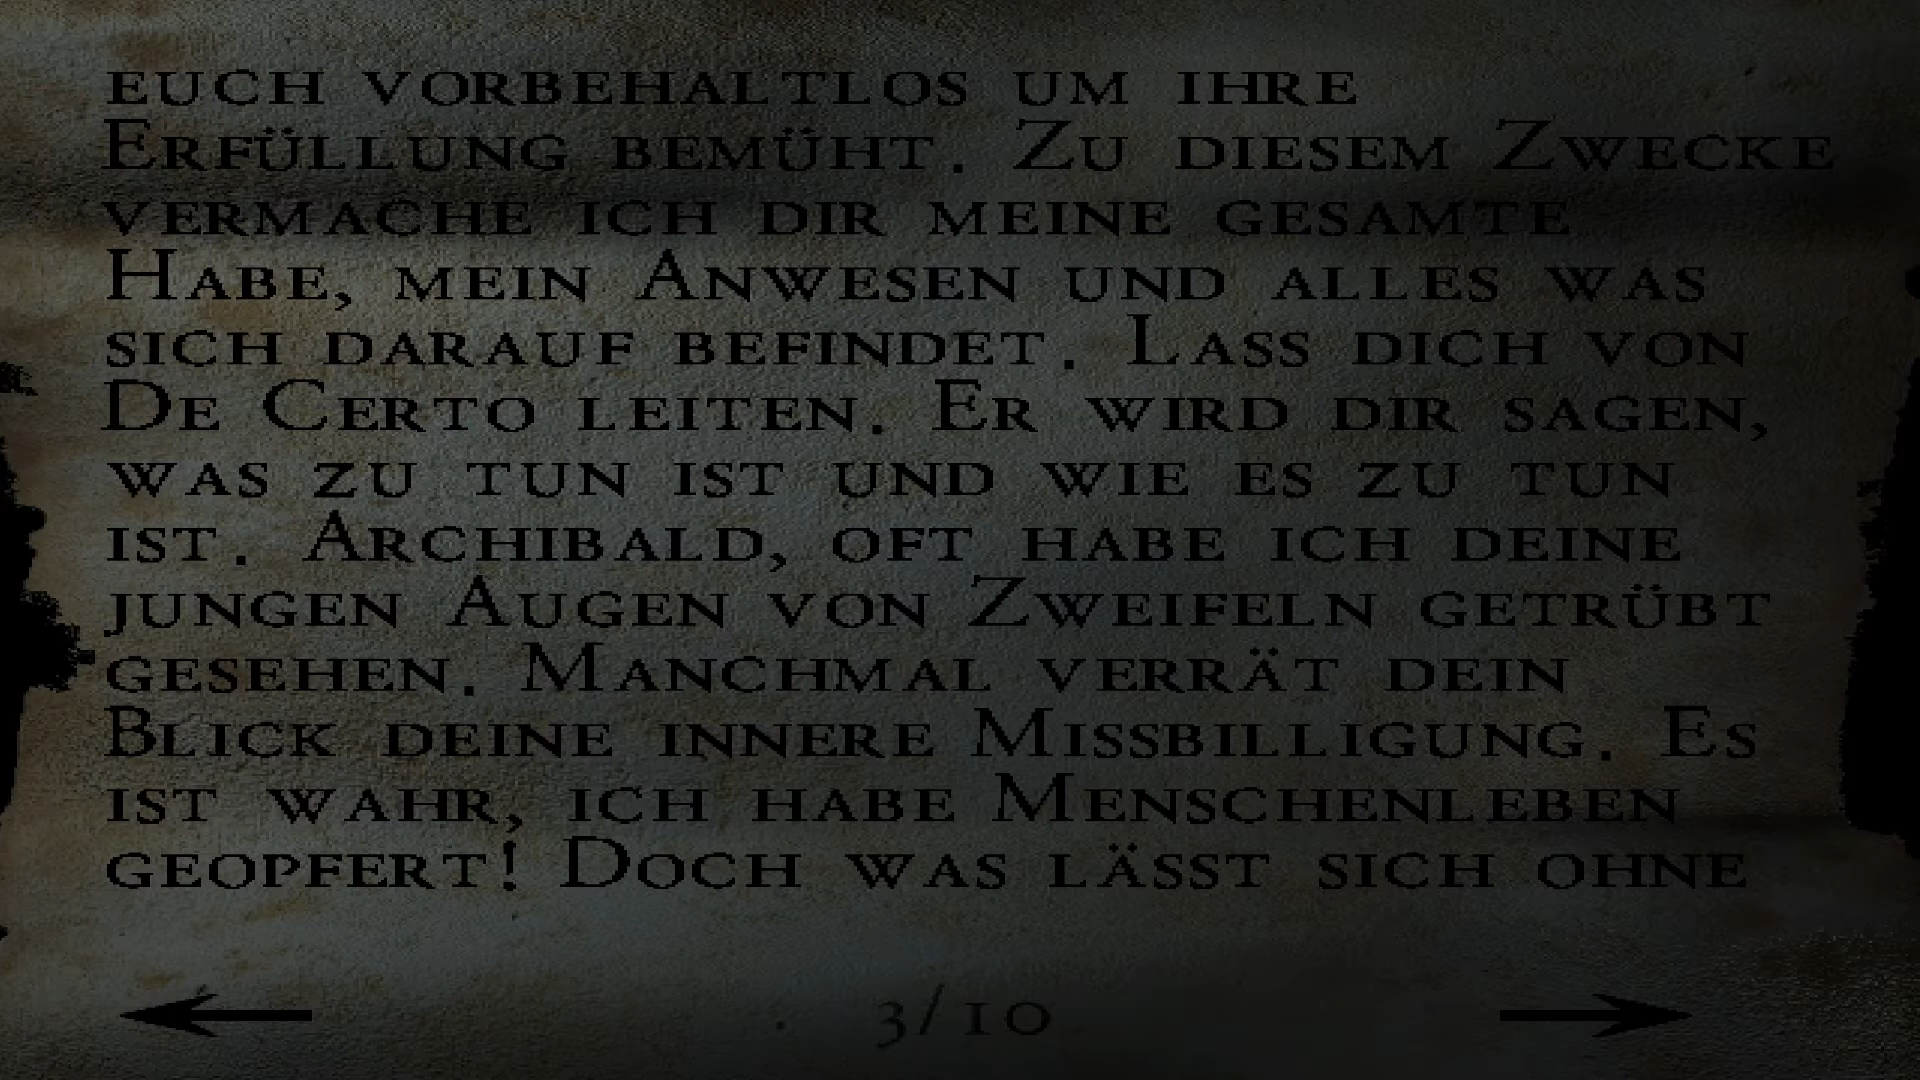 EUCH VORBEHALTLOS UM IHRE
ERFÜLLUNG BEMÜHT. ZU DIESEM ZWECKE
VERMACHE ICH DIR MEINE GESAMTE
HABE, MEIN ANWESEN UND ALLES WAS
SICH DARAUF BEFINDET. LASS DICH VON
DE CERTO LEITEN. ER WIRD DIR SAGEN,
WAS ZU TUN IST UND WIE ES ZU TUN
IST. ARCHIBALD, OFT HABE ICH DEINE
JUNGEN AUGEN VON ZWEIFELN GETRÜBT
GESEHEN. MANCHMAL VERRÄT DEIN
BLICK DEINE INNERE MISSBILLIGUNG. ES
IST WAHR, ICH HABE MENSCHENLEBEN
GEOPFERT! DOCH WAS LÄSST SICH OHNE
3/10